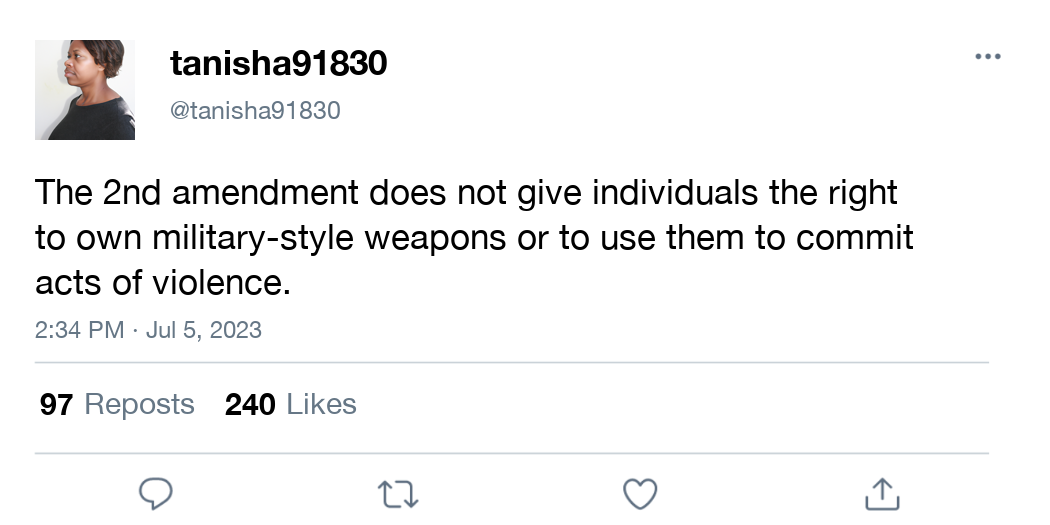 tanisha91830
@tanisha91830
The 2nd amendment does not give individuals the right
to own military-style weapons or to use them to commit
acts of violence.
2:34 PM · Jul 5, 2023
97 Reposts 240 Likes